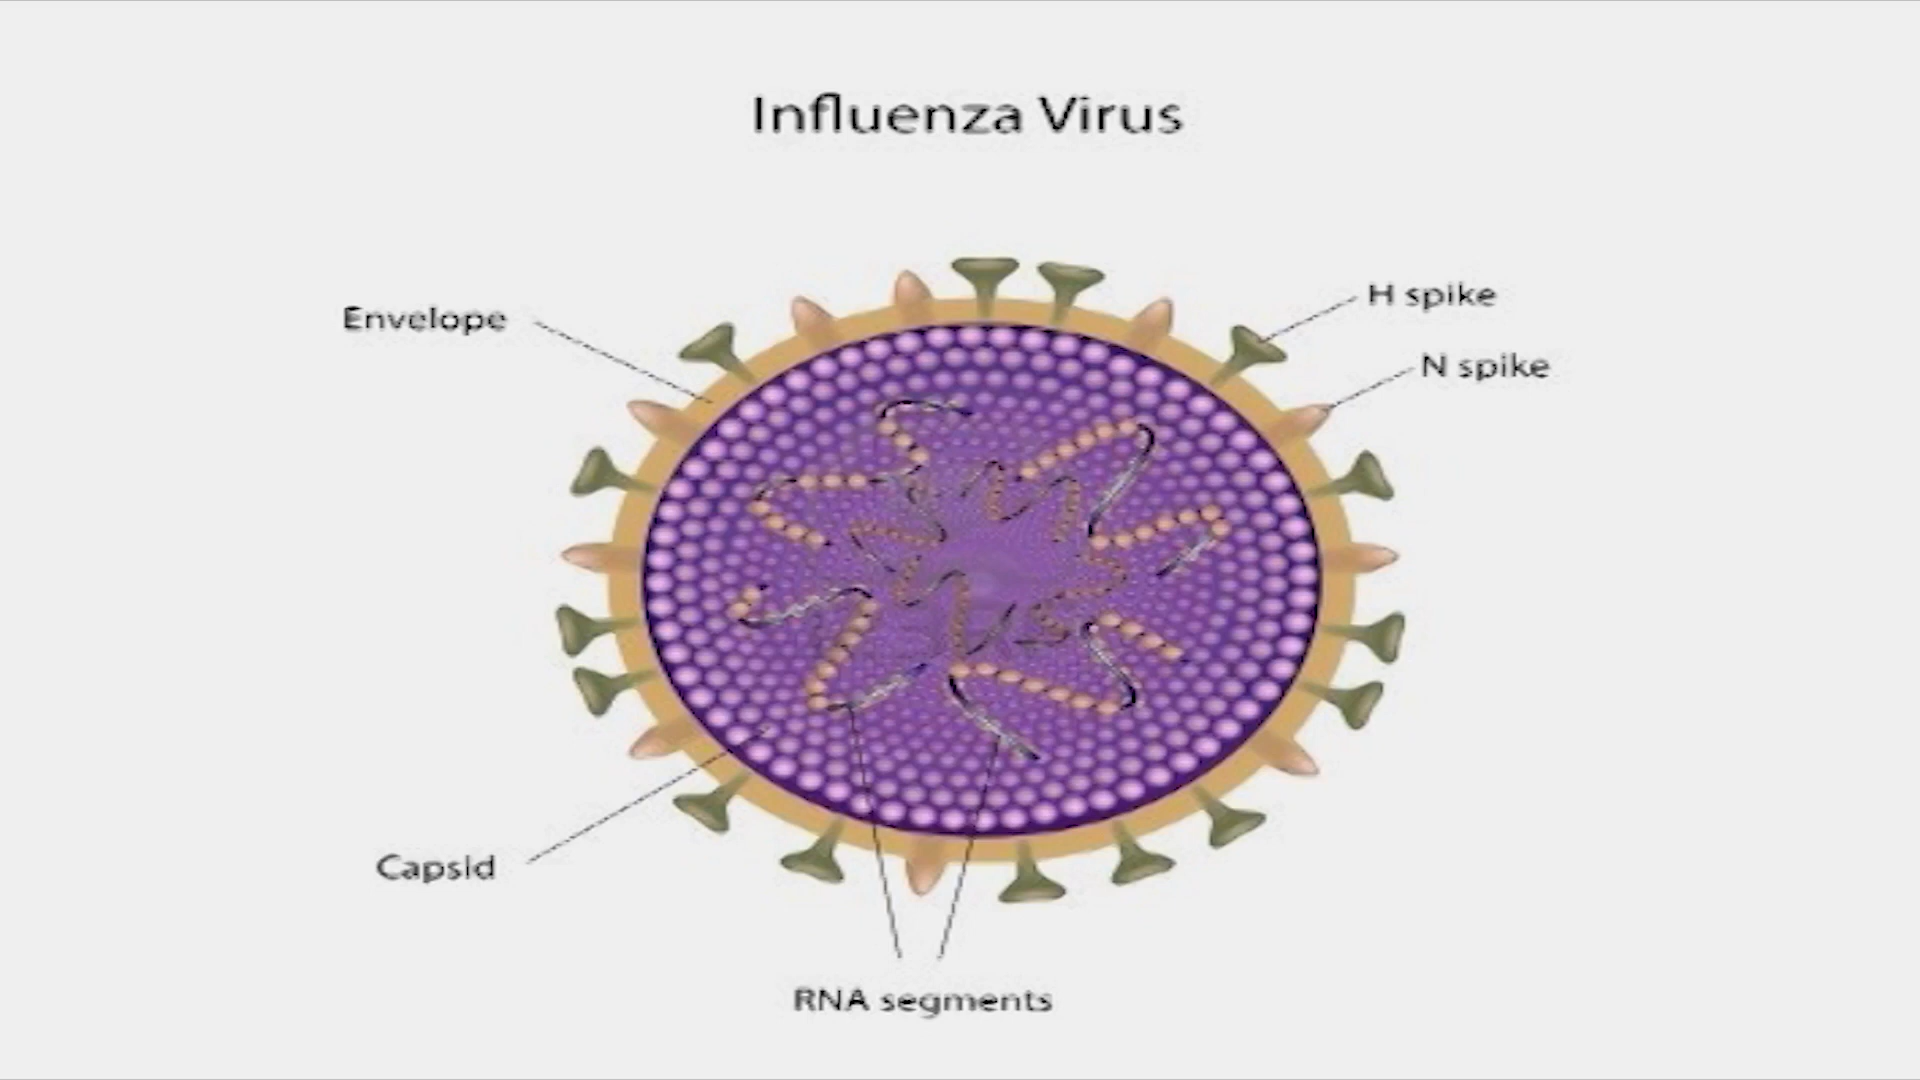 Influenza Virus
Envelope
H spike
N spike
Capsid
RNA segments